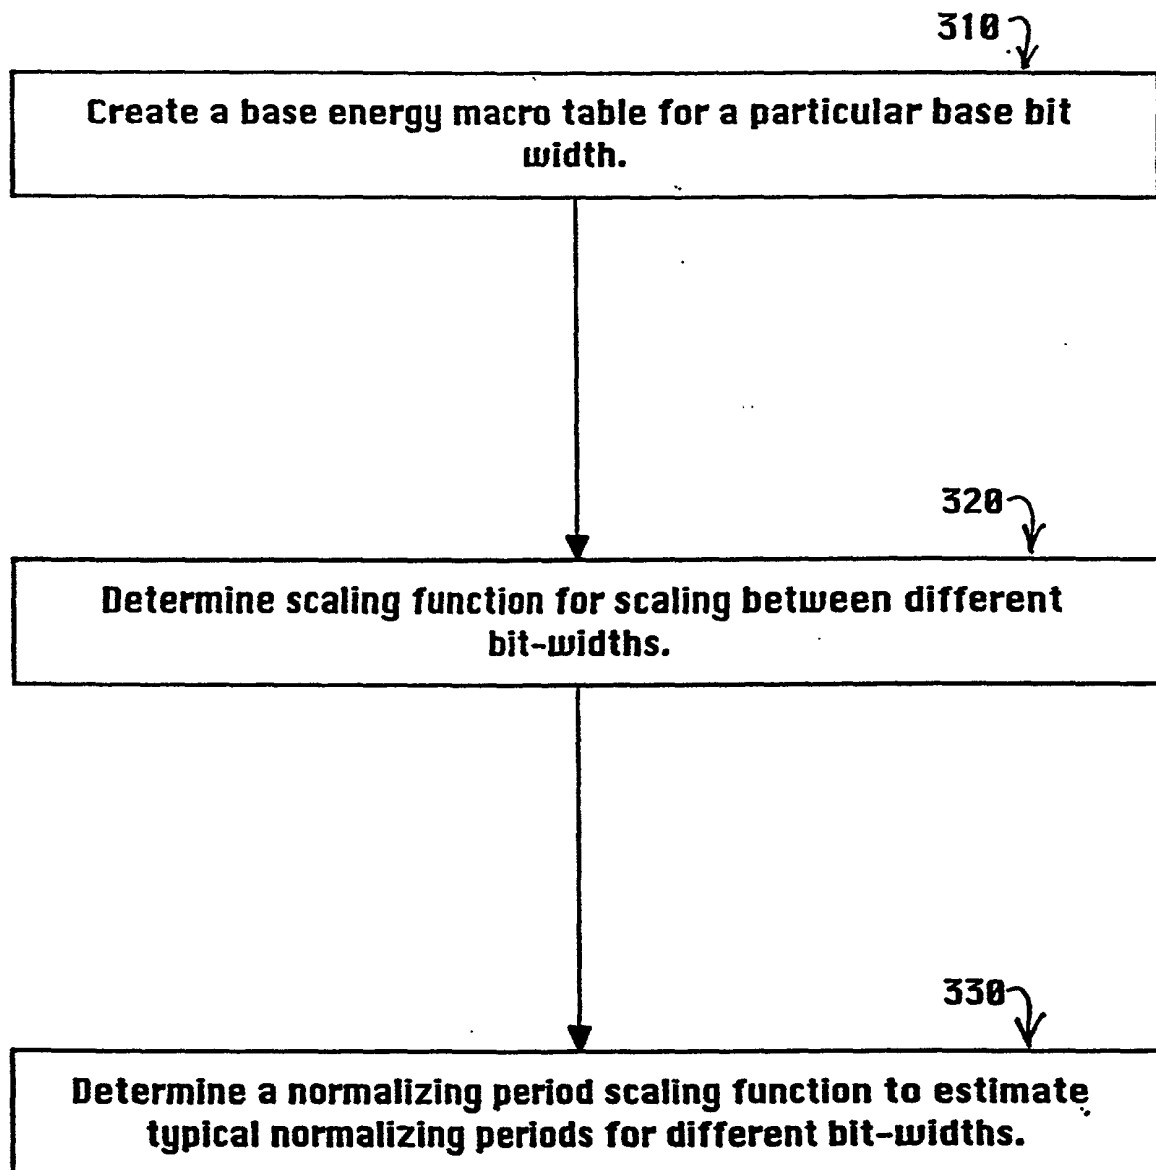 310
Create a base energy macro table for a particular base bit
width.
320
Determine scaling function for scaling between different
bit-widths.
330
Determine a normalizing period scaling function to estimate
typical normalizing periods for different bit-widths.